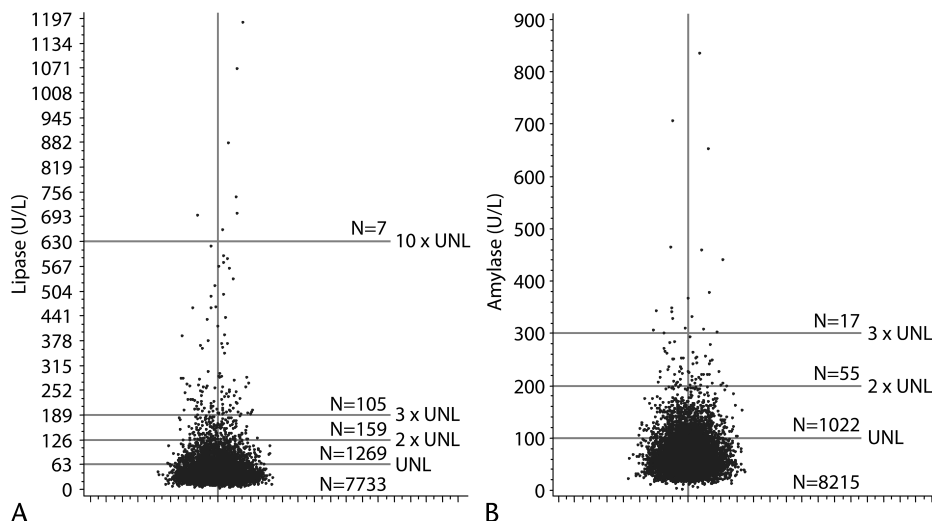 Lipase (U/L)
1197
1134
1071
1008
945
882
819
756
693
630
567
504
441
378
315
252
189
126
63
0
N=7
10 x UNL
N=105
3 x UNL
N=159
2 x UNL
N=1269
UNL
N=7733
A
Amylase (U/L)
900
800
700
600
500
400
300
200
100
0
N=17
3 x UNL
N=55
2 x UNL
N=1022
UNL
N=8215
B